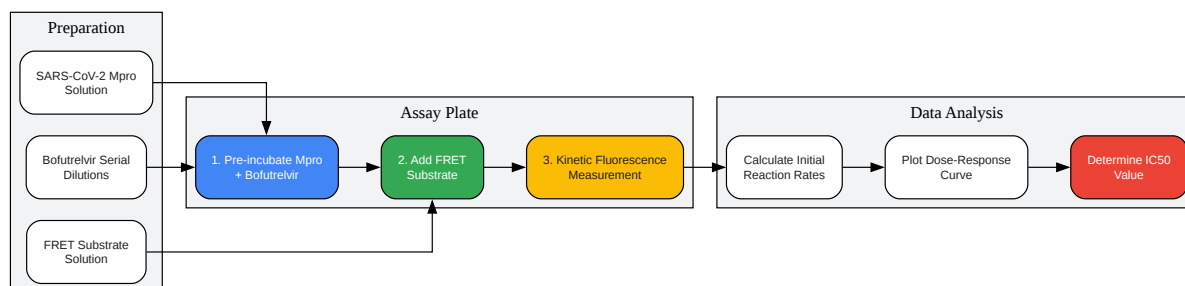 Preparation
SARS-CoV-2 Mpro
Solution
Bofutrelvir Serial
Dilutions
FRET Substrate
Solution
Assay Plate
1. Pre-incubate Mpro
+ Bofutrelvir
2. Add FRET
Substrate
3. Kinetic Fluorescence
Measurement
Data Analysis
Calculate Initial
Reaction Rates
Plot Dose-Response
Curve
Determine IC50
Value